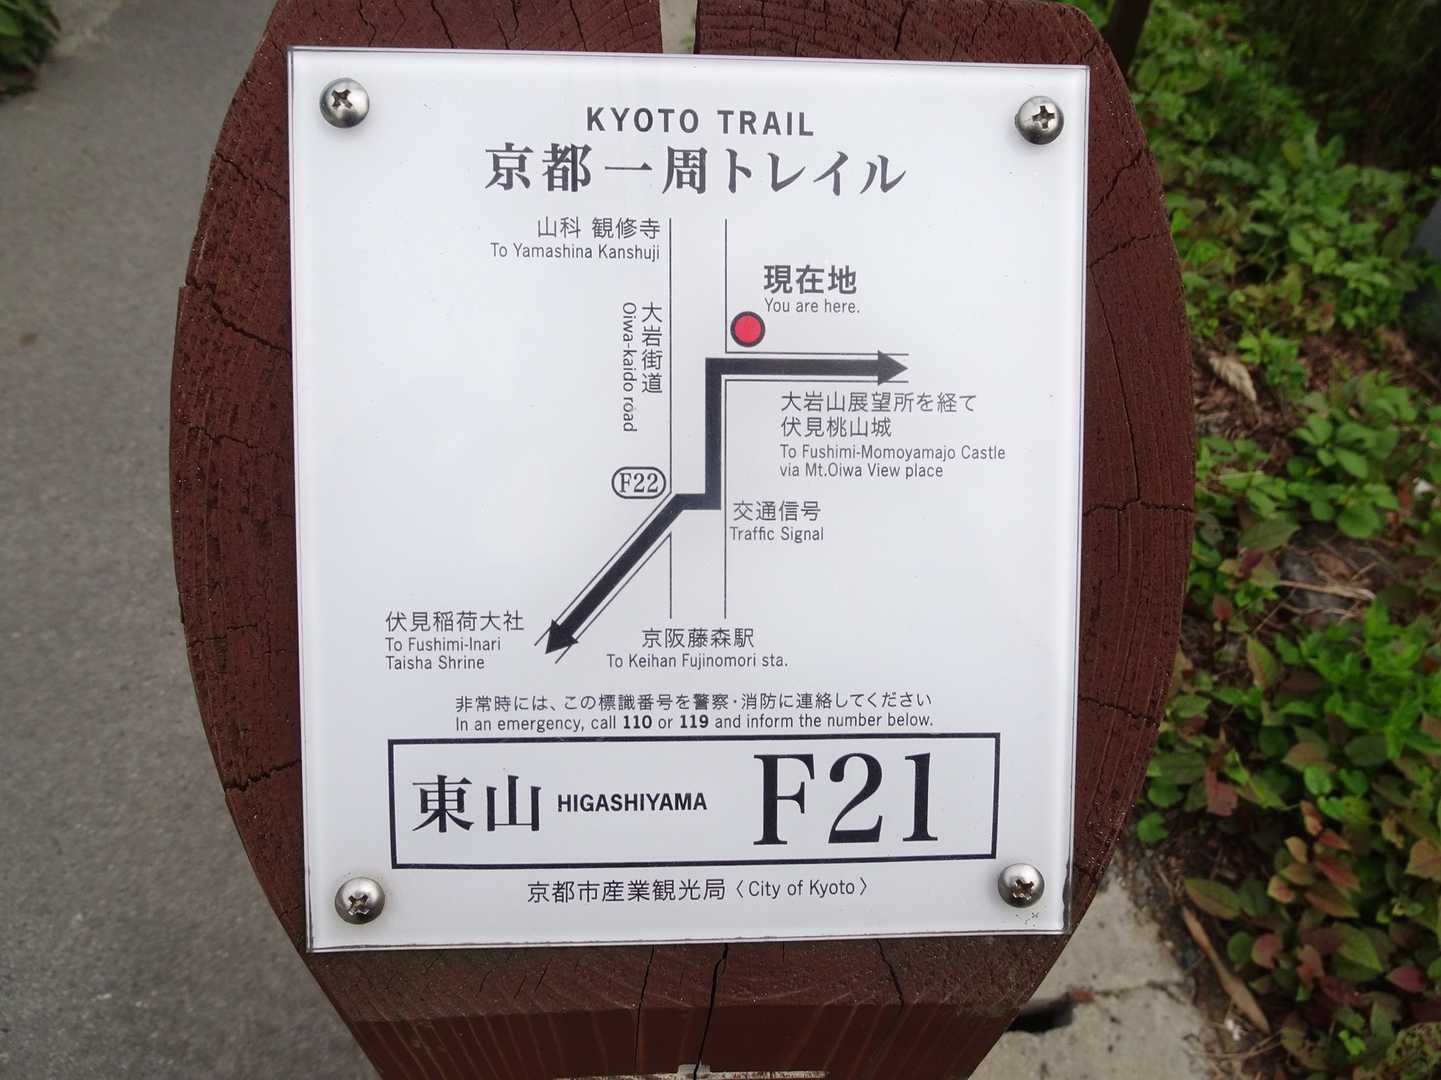 KYOTO TRAIL
京都一周トレイル
山科 観修寺
To Yamashina Kanshuji
現在地
You are here.
大岩街道
Oiwa-kaido road
大岩山展望所を経て
伏見桃山城
To Fushimi-Momoyamajo Castle
via Mt.Oiwa View place
F22
交通信号
Traffic Signal
伏見稲荷大社
To Fushimi-Inari
Taisha Shrine
京阪藤森駅
To Keihan Fujinomori sta.
非常時には、この標識番号を警察・消防に連絡してください
In an emergency, call 110 or 119 and inform the number below.
東山 HIGASHIYAMA F21
京都市産業観光局〈City of Kyoto〉